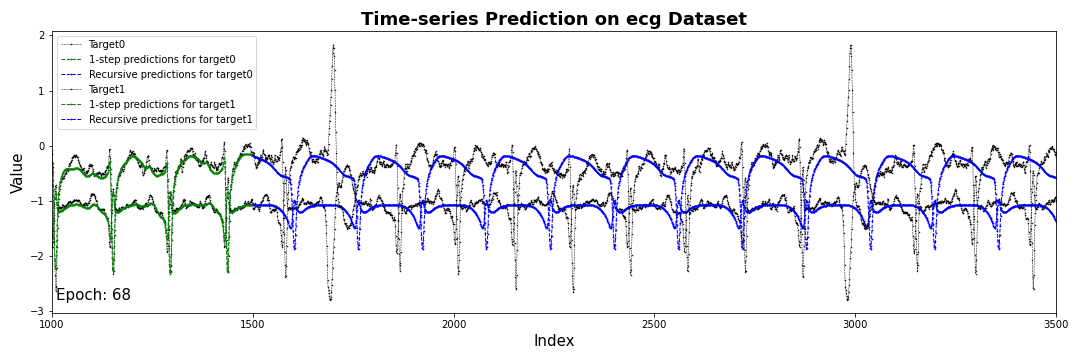 Time-series Prediction on ecg Dataset
Target0
1-step predictions for target0
Recursive predictions for target0
Target1
1-step predictions for target1
Recursive predictions for target1
Value
2
1
0
−1
−2
−3
Epoch: 68
1000 1500 2000 2500 3000 3500
Index